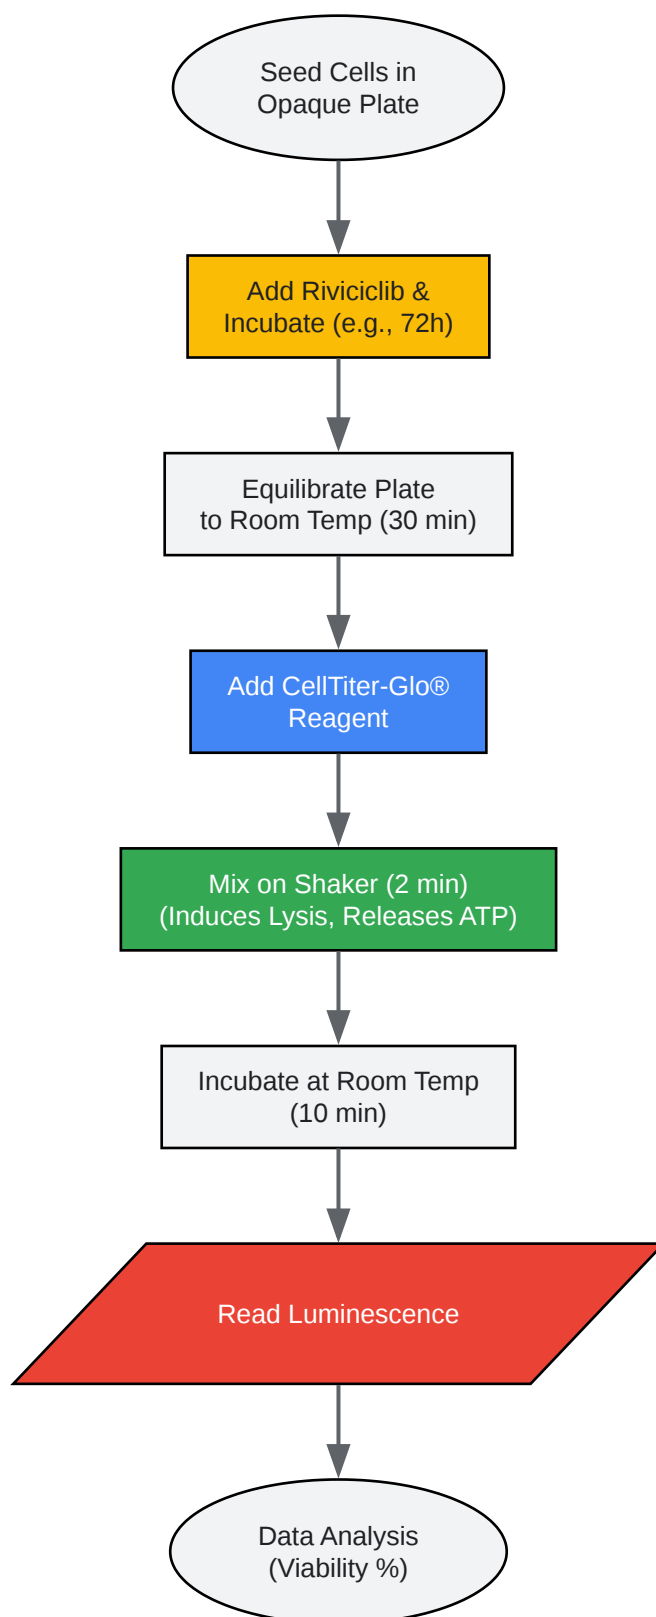 Seed Cells in
Opaque Plate
Add Riviciclib &
Incubate (e.g., 72h)
Equilibrate Plate
to Room Temp (30 min)
Add CellTiter-Glo®
Reagent
Mix on Shaker (2 min)
(Induces Lysis, Releases ATP)
Incubate at Room Temp
(10 min)
Read Luminescence
Data Analysis
(Viability %)